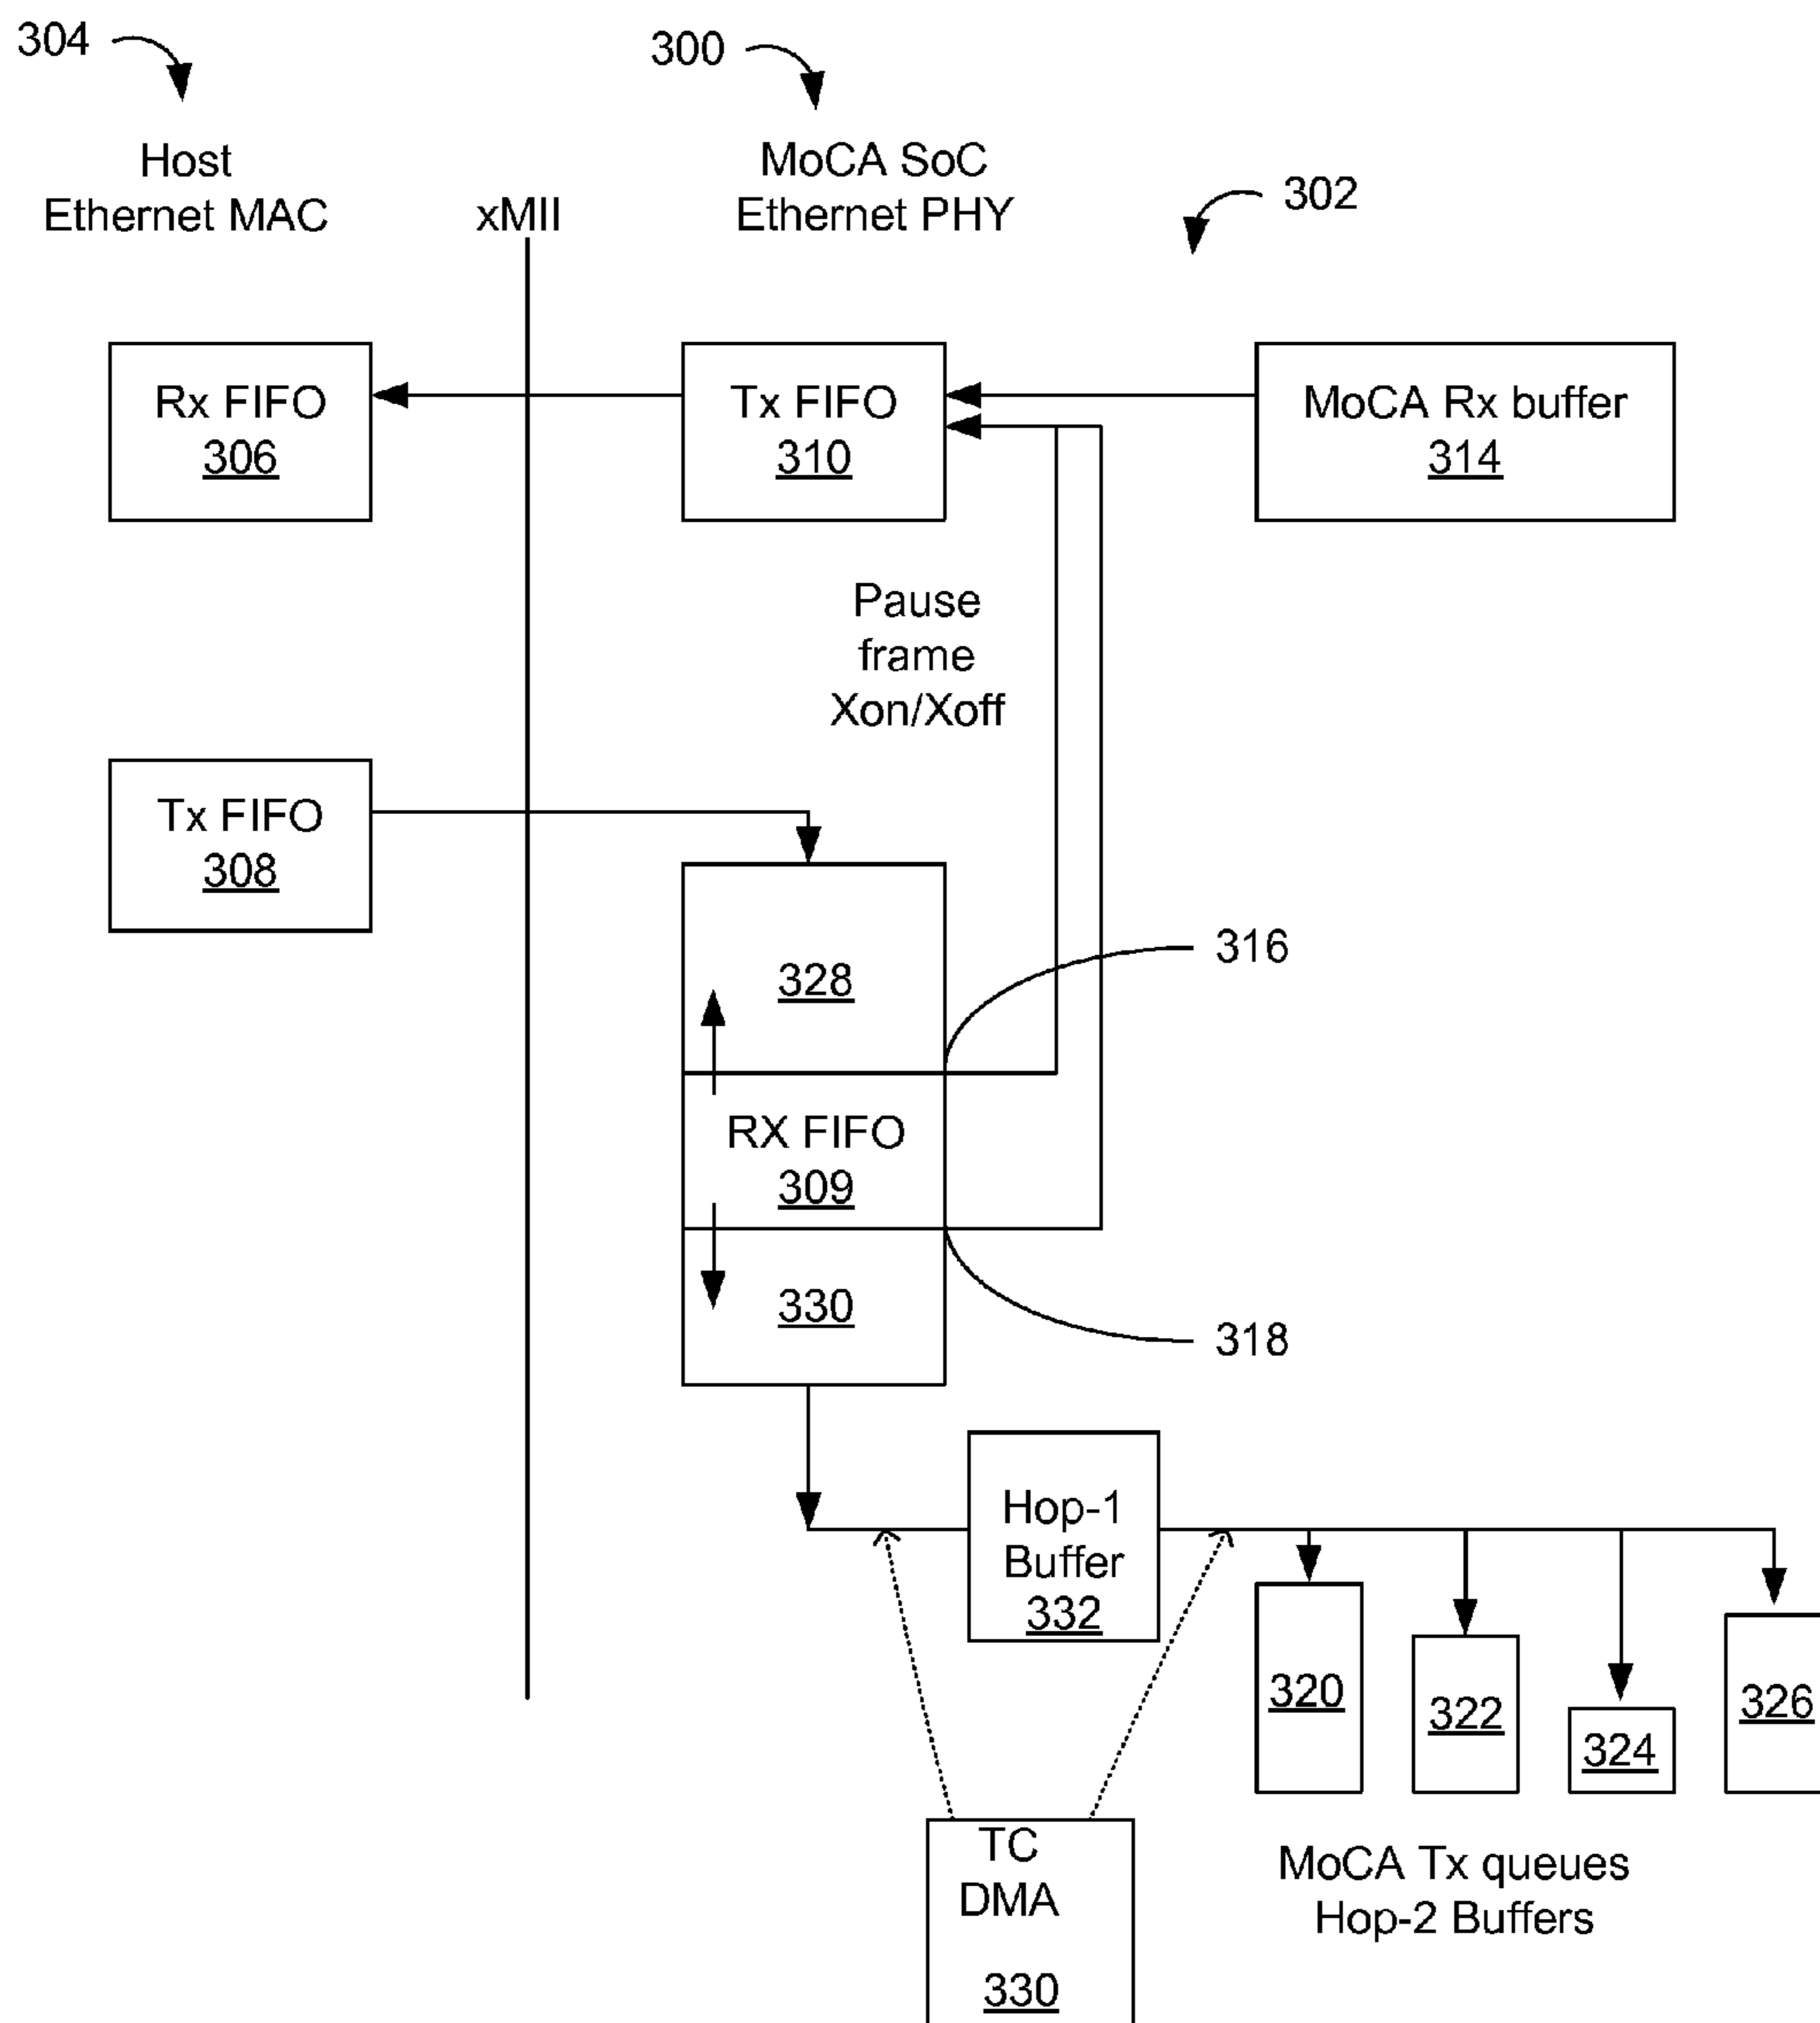 304
300
Host
Ethernet MAC
xMII
MoCA SoC
Ethernet PHY
302
Rx FIFO
306
Tx FIFO
310
MoCA Rx buffer
314
Pause
frame
Xon/Xoff
Tx FIFO
308
316
328
RX FIFO
309
330
318
Hop-1
Buffer
332
320
322
324
326
TC
DMA
330
MoCA Tx queues
Hop-2 Buffers